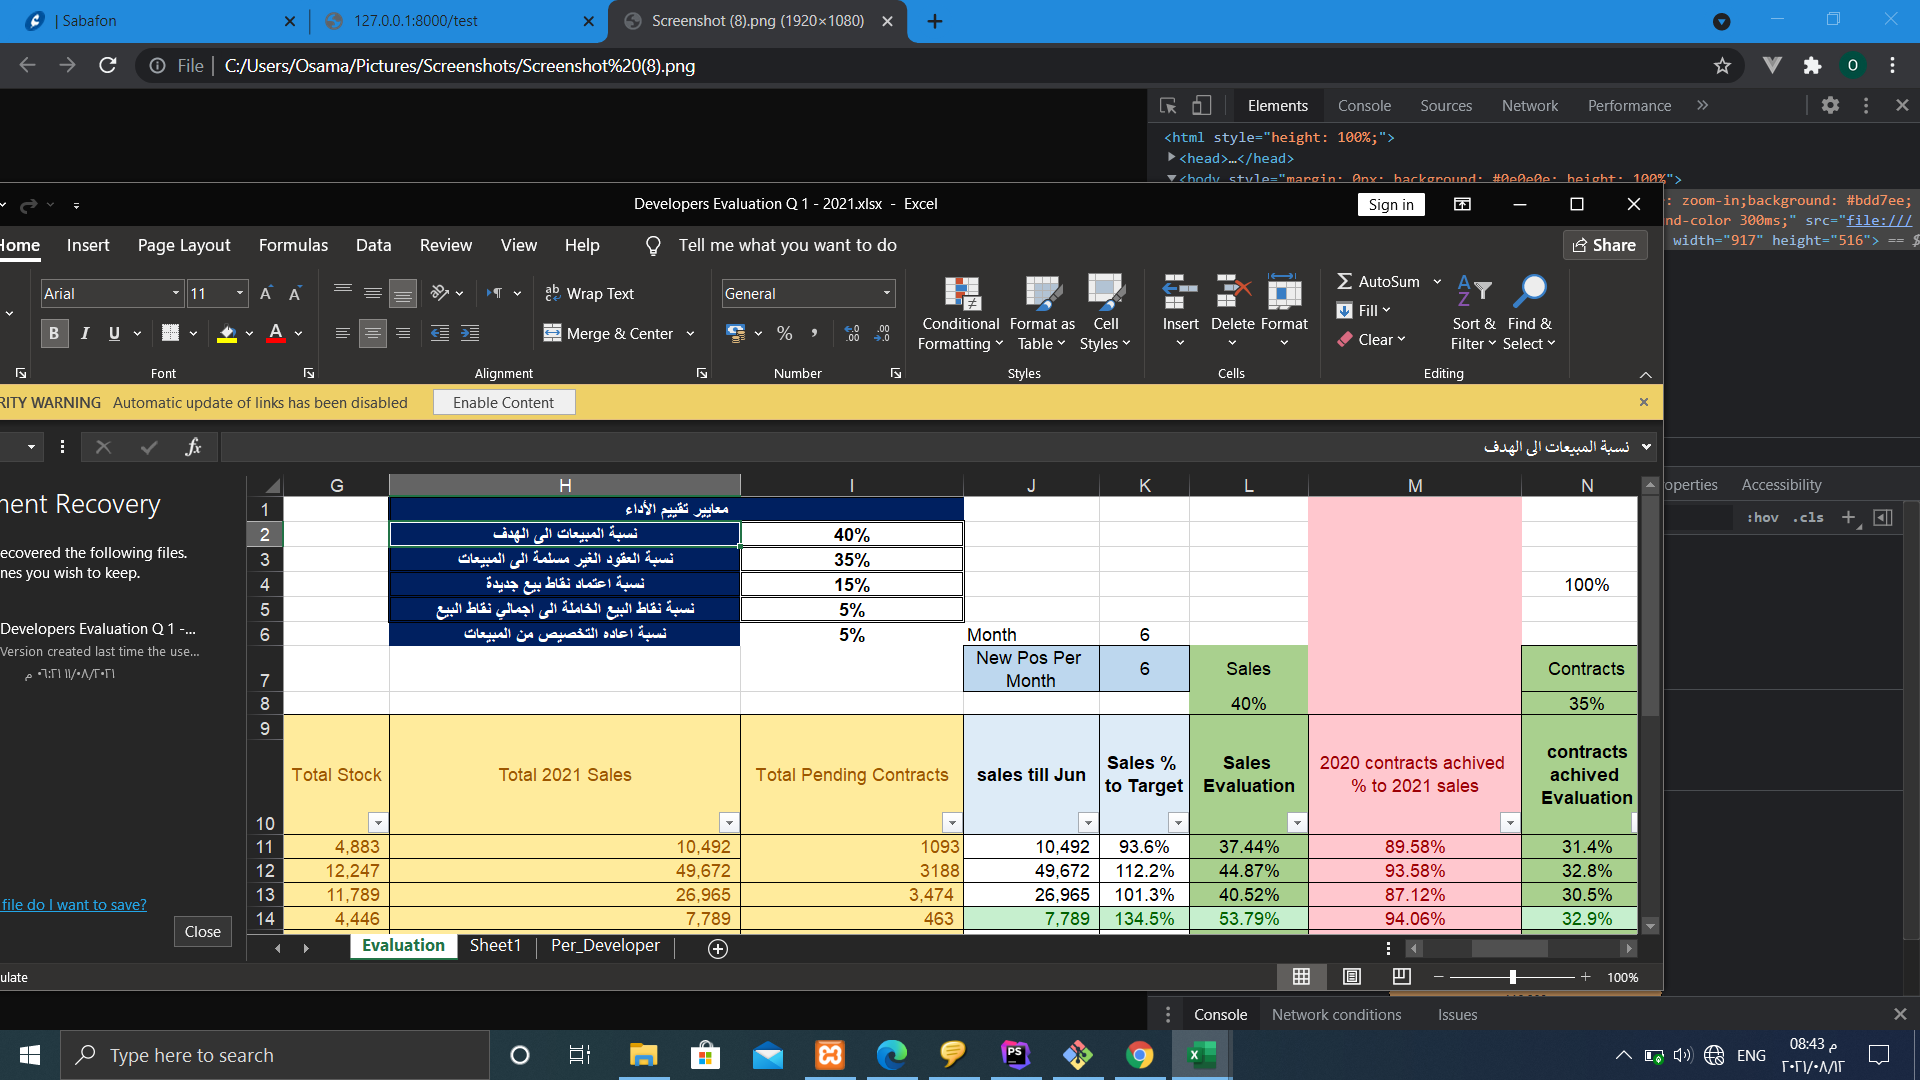 | Sabafon
127.0.0.1:8000/test
Screenshot (8).png (1920×1080)
File
C:/Users/Osama/Pictures/Screenshots/Screenshot%20(8).png
O
Elements Console Sources Network Performance
<html style="height: 100%;">
<head>…</head>
<body style="margin: 0px; background: #0e0e0e; height: 100%">
: zoom-in;background: #bdd7ee;
nd-color 300ms;" src="file:///
width="917" height="516"> == $
Developers Evaluation Q 1 - 2021.xlsx - Excel
Sign in
Home Insert Page Layout Formulas Data Review View Help Tell me what you want to do
Share
Arial 11
Wrap Text
General
B I U A
Merge & Center
Conditional Formatting
Format as Table
Cell Styles
Insert Delete Format
AutoSum
Fill
Clear
Sort & Filter
Find & Select
Font Alignment Number Styles Cells Editing
RITY WARNING Automatic update of links has been disabled Enable Content
fx
نسبة المبيعات الى الهدف
nent Recovery
ecovered the following files.
nes you wish to keep.
Developers Evaluation Q 1 -...
Version created last time the use...
file do I want to save?
Close
G H I J K L M N
1 معايير تقييم الأداء
2 نسبة المبيعات الى الهدف 40%
3 نسبة العقود الغير مسلمة الى المبيعات 35%
4 نسبة اعتماد نقاط بيع جديدة 15% 100%
5 نسبة نقاط البيع الخاملة الى اجمالي نقاط البيع 5%
6 نسبة اعاده التخصيص من المبيعات 5% Month 6
7 New Pos Per Month 6 Sales Contracts
8 40% 35%
9
10 Total Stock Total 2021 Sales Total Pending Contracts sales till Jun Sales % to Target Sales Evaluation 2020 contracts achived % to 2021 sales contracts achived Evaluation
11 4,883 10,492 1093 10,492 93.6% 37.44% 89.58% 31.4%
12 12,247 49,672 3188 49,672 112.2% 44.87% 93.58% 32.8%
13 11,789 26,965 3,474 26,965 101.3% 40.52% 87.12% 30.5%
14 4,446 7,789 463 7,789 134.5% 53.79% 94.06% 32.9%
Evaluation Sheet1 Per_Developer
ulate
100%
operties Accessibility
:hov .cls
Console Network conditions Issues
Type here to search
PS
ENG
08:43 م
٢٠٢١/٠٨/١٢